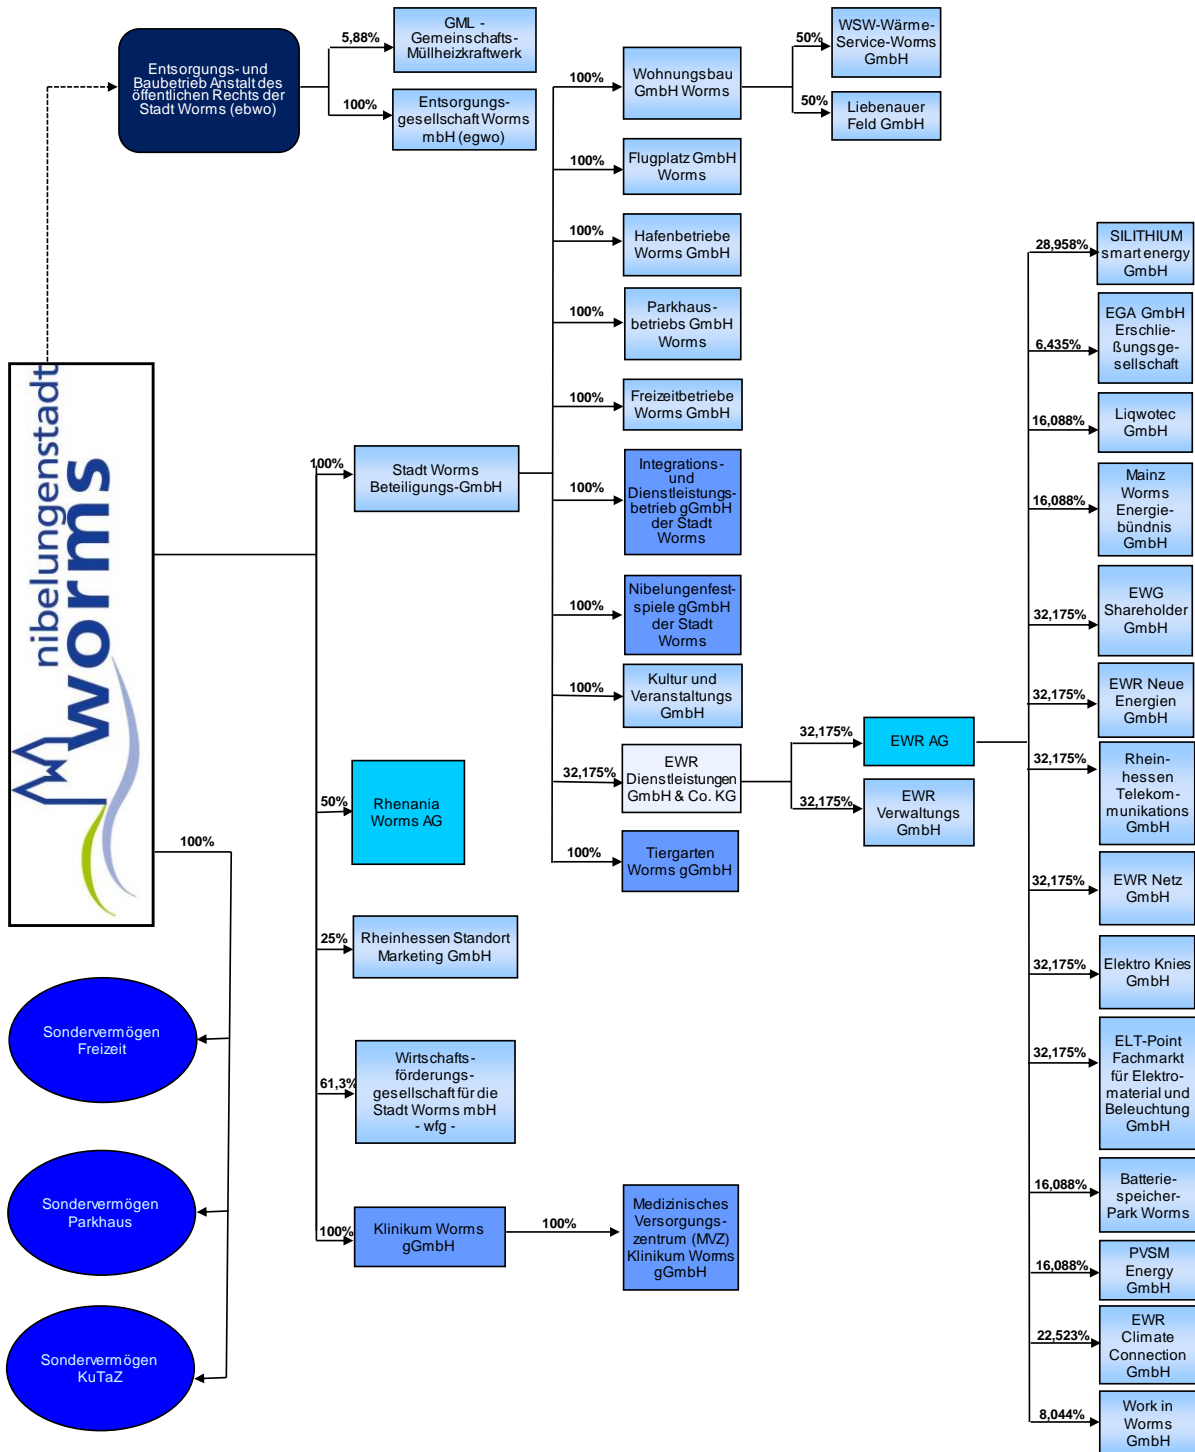 Entsorgungs- und
Baubetrieb Anstalt des
öffentlichen Rechts der
Stadt Worms (ebwo)
5,88%
GML -
Gemeinschafts-
Müllheizkraftwerk
100%
Entsorgungs-
gesellschaft Worms
mbH (egwo)
nibelungenstadt
worms
100%
Stadt Worms
Beteiligungs-GmbH
50%
Rhenania
Worms AG
25%
Rheinhessen Standort
Marketing GmbH
61,3%
Wirtschafts-
förderungs-
gesellschaft für die
Stadt Worms mbH
- wfg -
100%
Klinikum Worms
gGmbH
100%
Medizinisches
Versorgungs-
zentrum (MVZ)
Klinikum Worms
gGmbH
100%
Sondervermögen
Freizeit
Sondervermögen
Parkhaus
Sondervermögen
KuTaZ
100%
Wohnungsbau
GmbH Worms
50%
WSW-Wärme-
Service-Worms
GmbH
50%
Liebenauer
Feld GmbH
100%
Flugplatz GmbH
Worms
100%
Hafenbetriebe
Worms GmbH
100%
Parkhaus-
betriebs GmbH
Worms
100%
Freizeitbetriebe
Worms GmbH
100%
Integrations-
und
Dienstleistungs-
betrieb gGmbH
der Stadt
Worms
100%
Nibelungenfest-
spiele gGmbH
der Stadt
Worms
100%
Kultur und
Veranstaltungs
GmbH
32,175%
EWR
Dienstleistungen
GmbH & Co. KG
100%
Tiergarten
Worms gGmbH
32,175%
EWR AG
32,175%
EWR
Verwaltungs
GmbH
28,958%
SILITHIUM
smart energy
GmbH
6,435%
EGA GmbH
Erschlie-
ßungsge-
sellschaft
16,088%
Liqwotec
GmbH
16,088%
Mainz
Worms
Energie-
bündnis
GmbH
32,175%
EWG
Shareholder
GmbH
32,175%
EWR Neue
Energien
GmbH
32,175%
Rhein-
hessen
Telekom-
munikations
GmbH
32,175%
EWR Netz
GmbH
32,175%
Elektro Knies
GmbH
32,175%
ELT-Point
Fachmarkt
für Elektro-
material und
Beleuchtung
GmbH
16,088%
Batterie-
speicher-
Park Worms
16,088%
PVSM
Energy
GmbH
22,523%
EWR
Climate
Connection
GmbH
8,044%
Work in
Worms
GmbH